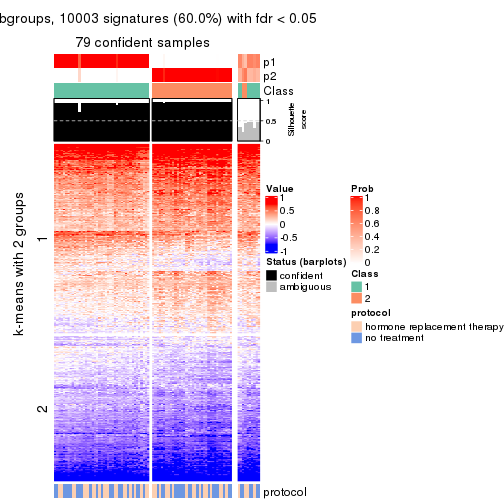 bgroups, 10003 signatures (60.0%) with fdr < 0.05
79 confident samples
p1
p2
Class
1
0.5
0
Silhouette
score
k-means with 2 groups
1
2
Value
1
0.5
0
-0.5
-1
Status (barplots)
confident
ambiguous
Prob
1
0.8
0.6
0.4
0.2
0
Class
1
2
protocol
hormone replacement therapy
no treatment
protocol